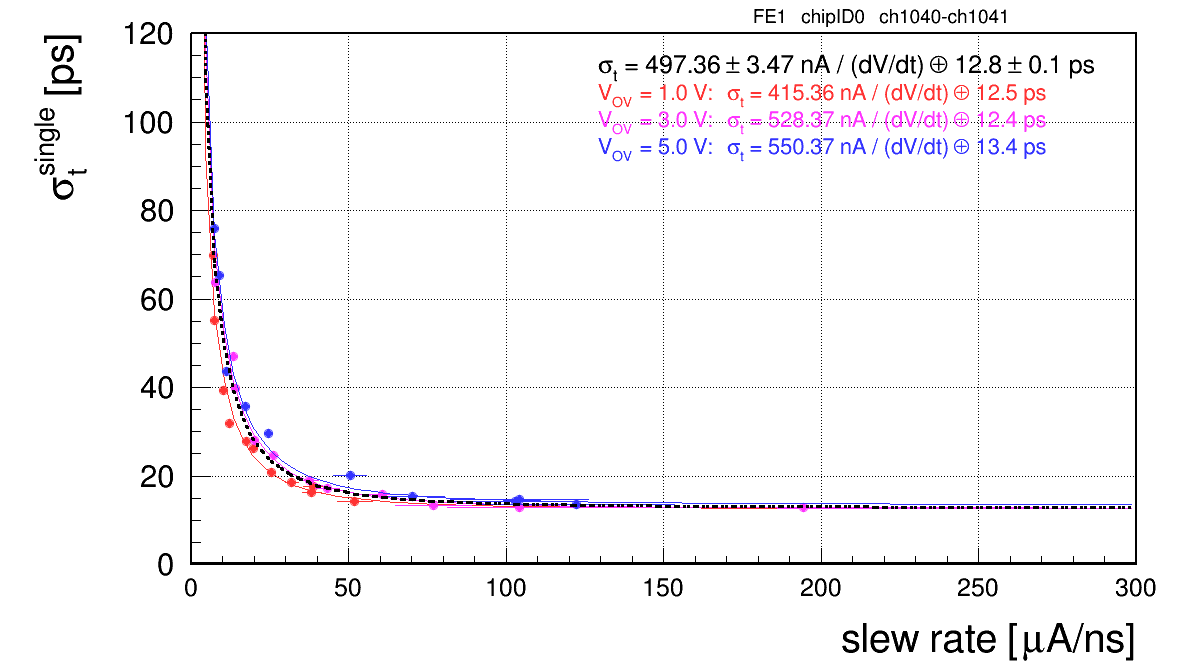 FE1 chipID0 ch1040-ch1041
σt = 497.36 ± 3.47 nA / (dV/dt) ⊕ 12.8 ± 0.1 ps
VOV = 1.0 V: σt = 415.36 nA / (dV/dt) ⊕ 12.5 ps
VOV = 3.0 V: σt = 528.37 nA / (dV/dt) ⊕ 12.4 ps
VOV = 5.0 V: σt = 550.37 nA / (dV/dt) ⊕ 13.4 ps
σt single [ps]
120
100
80
60
40
20
0
0 50 100 150 200 250 300
slew rate [μA/ns]